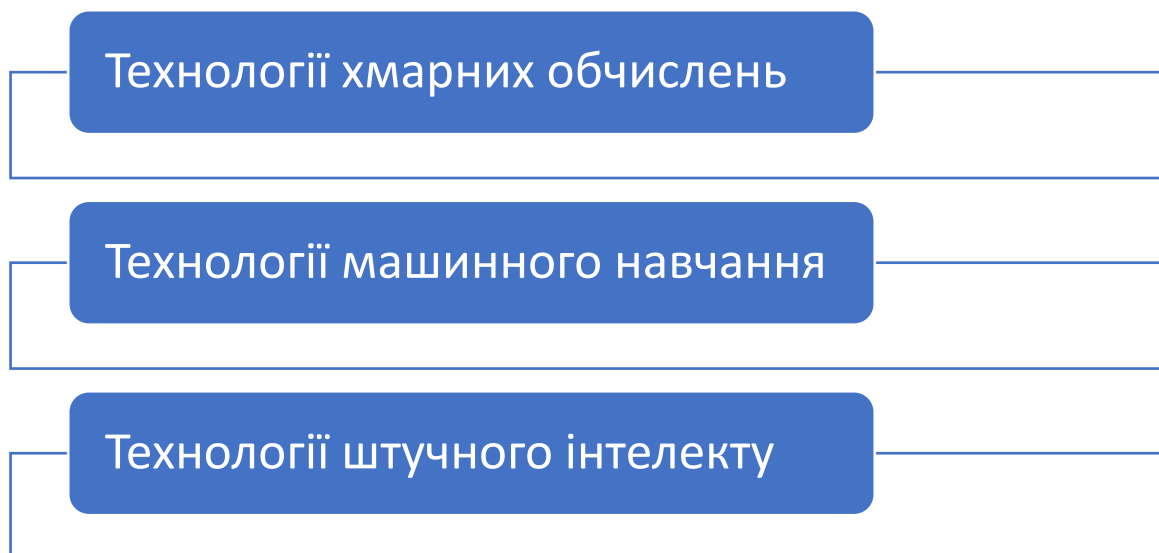 Технології хмарних обчислень
Технології машинного навчання
Технології штучного інтелекту